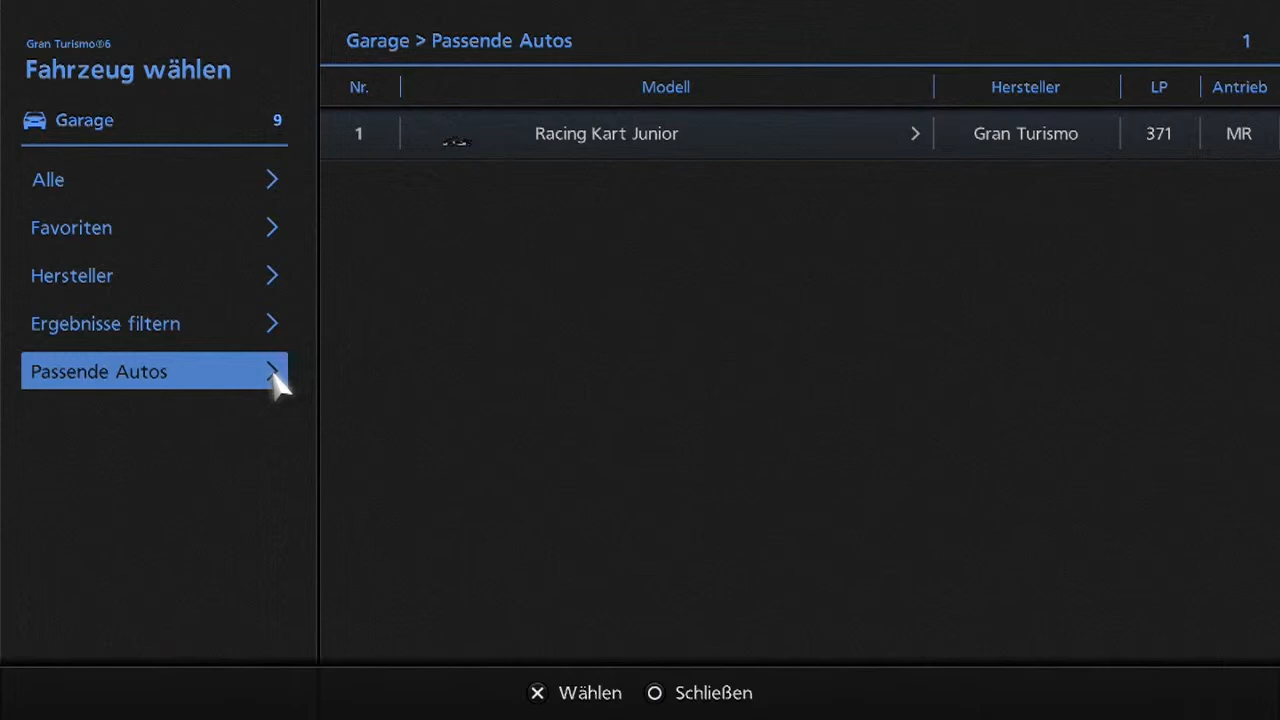 Gran Turismo®6
Fahrzeug wählen
Garage 9
Alle
Favoriten
Hersteller
Ergebnisse filtern
Passende Autos
Garage > Passende Autos 1
Nr. Modell Hersteller LP Antrieb
1 Racing Kart Junior Gran Turismo 371 MR
Wählen Schließen